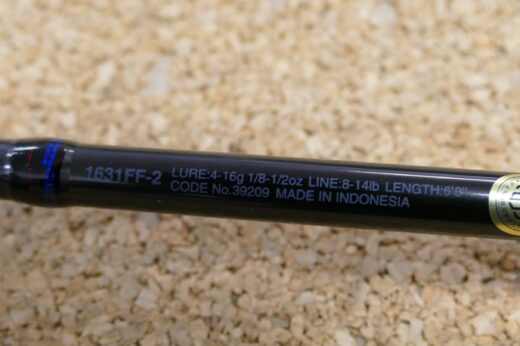 1631FF-2 LURE:4-16g 1/8-1/2oz LINE:8-14lb LENGTH:6'3"
CODE No.39209 MADE IN INDONESIA